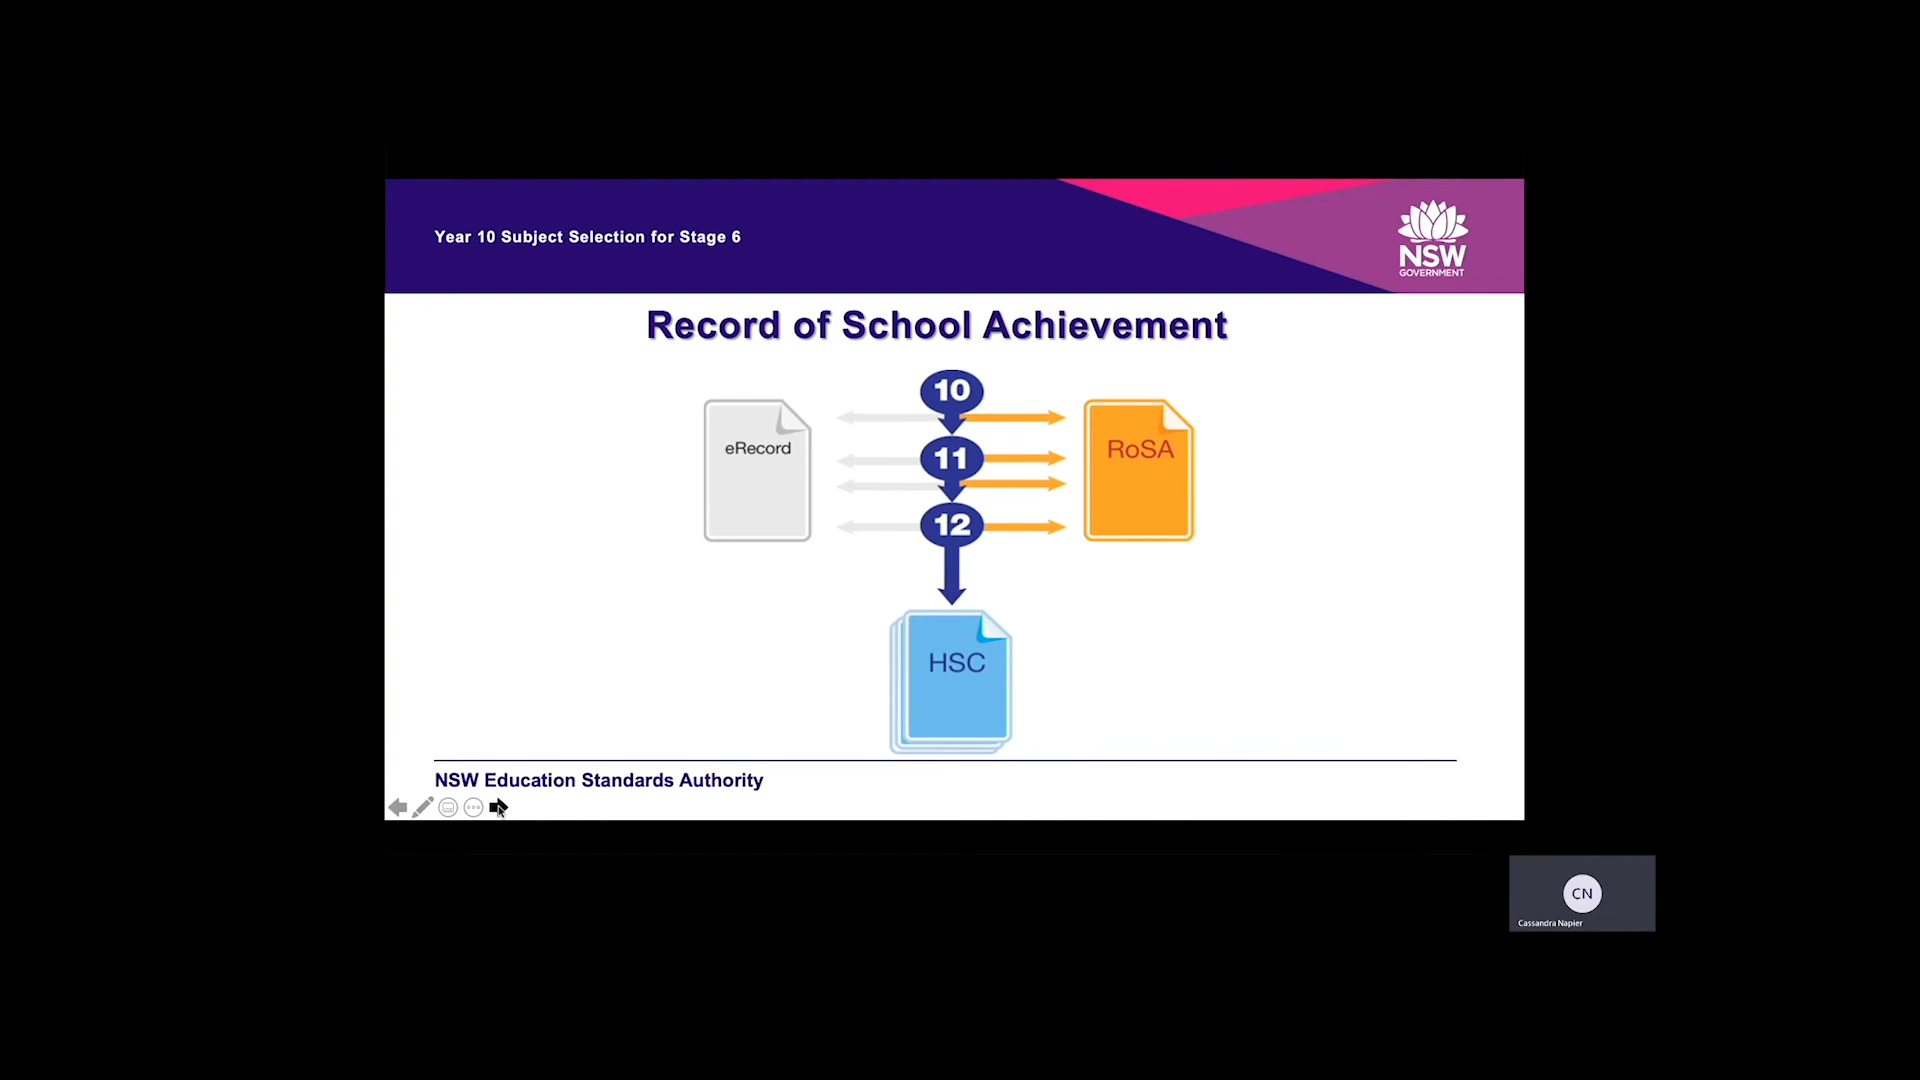 Year 10 Subject Selection for Stage 6
NSW
GOVERNMENT
Record of School Achievement
10
eRecord
11
RoSA
12
HSC
NSW Education Standards Authority
CN
Cassandra Napier